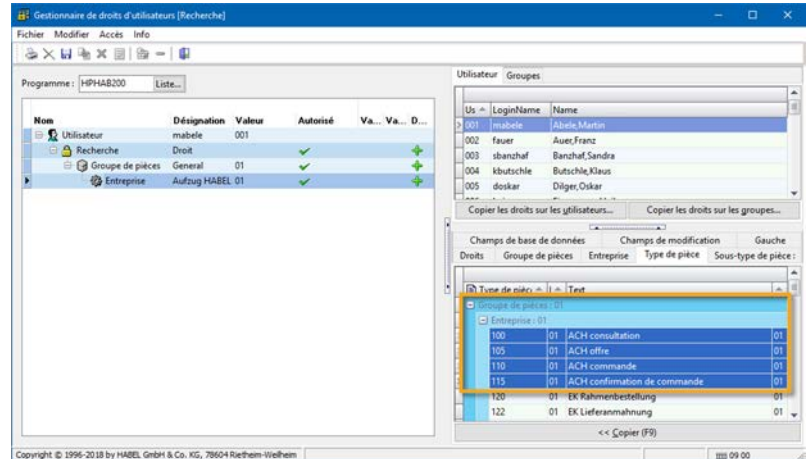 Gestionnaire de droits d'utilisateurs [Recherche]
Fichier Modifier Accès Info
Programme : HPHAB200 Liste...
Nom Désignation Valeur Autorisé Va... Va... D...
Utilisateur mabele 001
Recherche Droit
Groupe de pièces General 01
Entreprise Aufzug HABEL 01
Utilisateur Groupes
Us LoginName Name
001 mabele Abele,Martin
002 fauer Auer,Franz
003 sbanzhaf Banzhaf,Sandra
004 kbutschle Butschle,Klaus
005 doskar Dilger,Oskar
Copier les droits sur les utilisateurs... Copier les droits sur les groupes...
Champs de base de données Champs de modification Gauche
Droits Groupe de pièces Entreprise Type de pièce Sous-type de pièce :
Type de pièc Text
Groupe de pièces : 01
Entreprise : 01
100 01 ACH consultation 01
105 01 ACH offre 01
110 01 ACH commande 01
115 01 ACH confirmation de commande 01
120 01 EK Rahmenbestellung 01
122 01 EK Lieferanmahnung 01
<< Copier (F9)
Copyright © 1996-2018 by HABEL GmbH & Co. KG, 78604 Rietheim-Weilheim 09 00